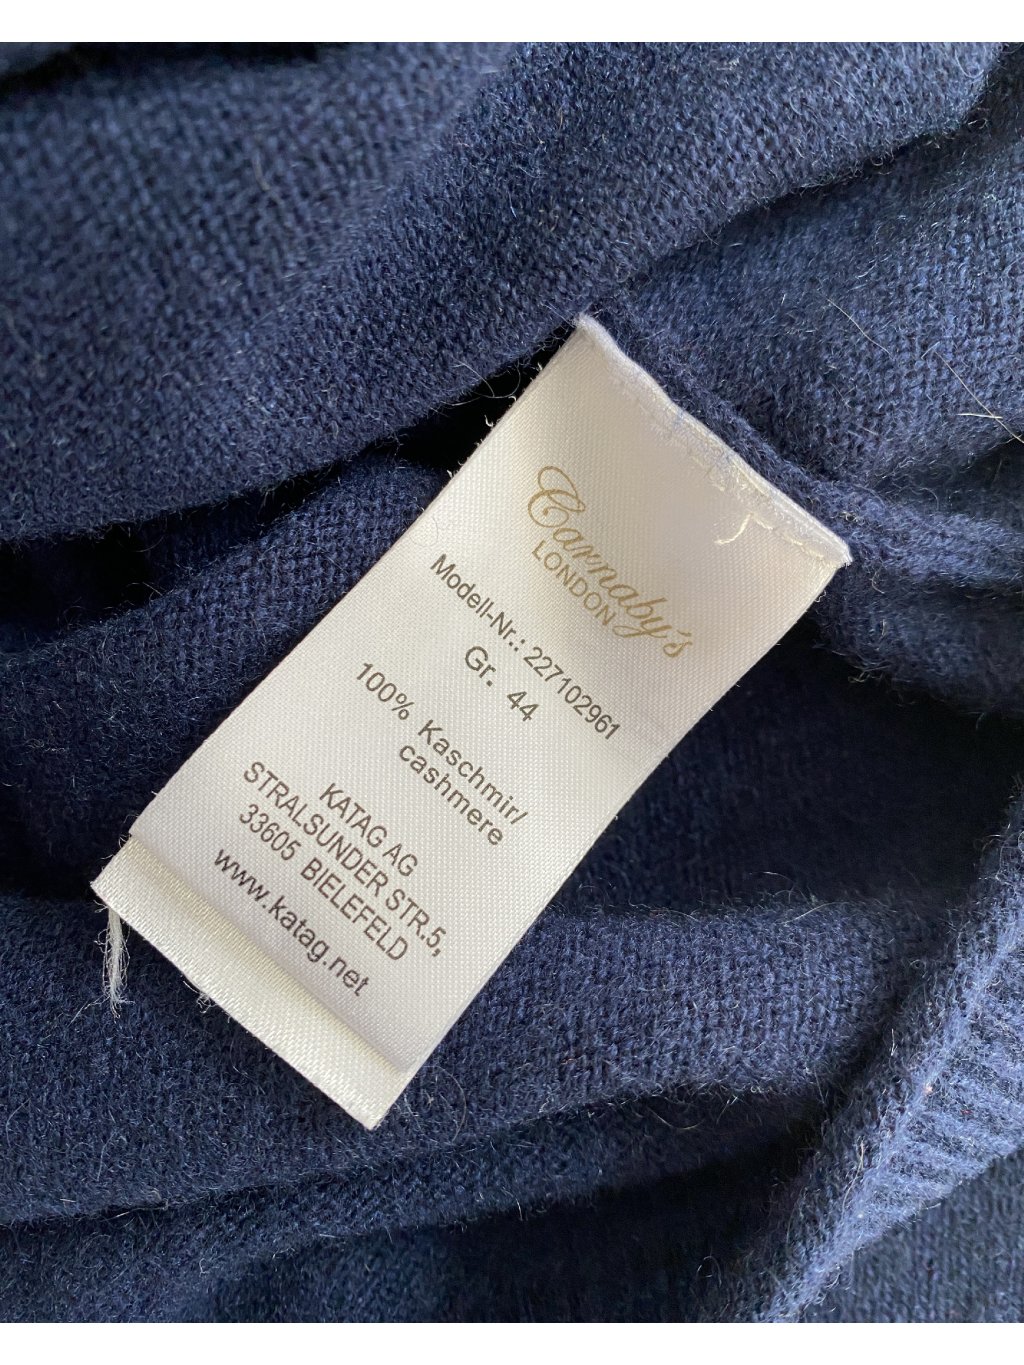 Carnaby's
LONDON
Modell-Nr.: 227102961
Gr. 44
100% Kaschmir/
cashmere
KATAG AG
STRALSUNDER STR.5,
33605 BIELEFELD
www.katag.net